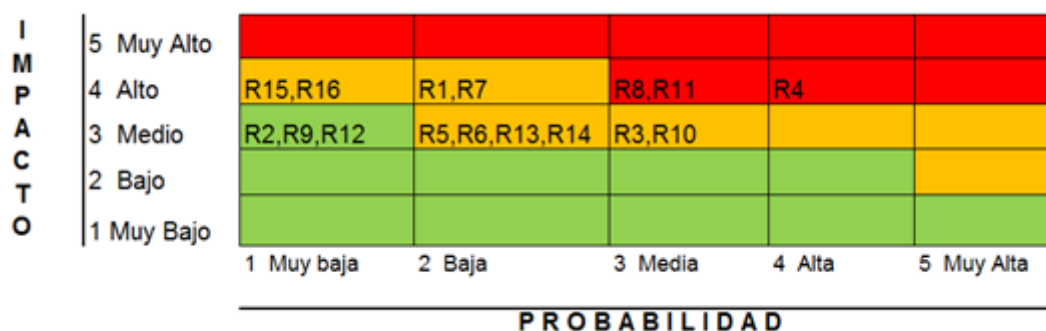 IMPACTO
5 Muy Alto
4 Alto R15,R16 R1,R7 R8,R11 R4
3 Medio R2,R9,R12 R5,R6,R13,R14 R3,R10
2 Bajo
1 Muy Bajo
1 Muy baja 2 Baja 3 Media 4 Alta 5 Muy Alta
PROBABILIDAD